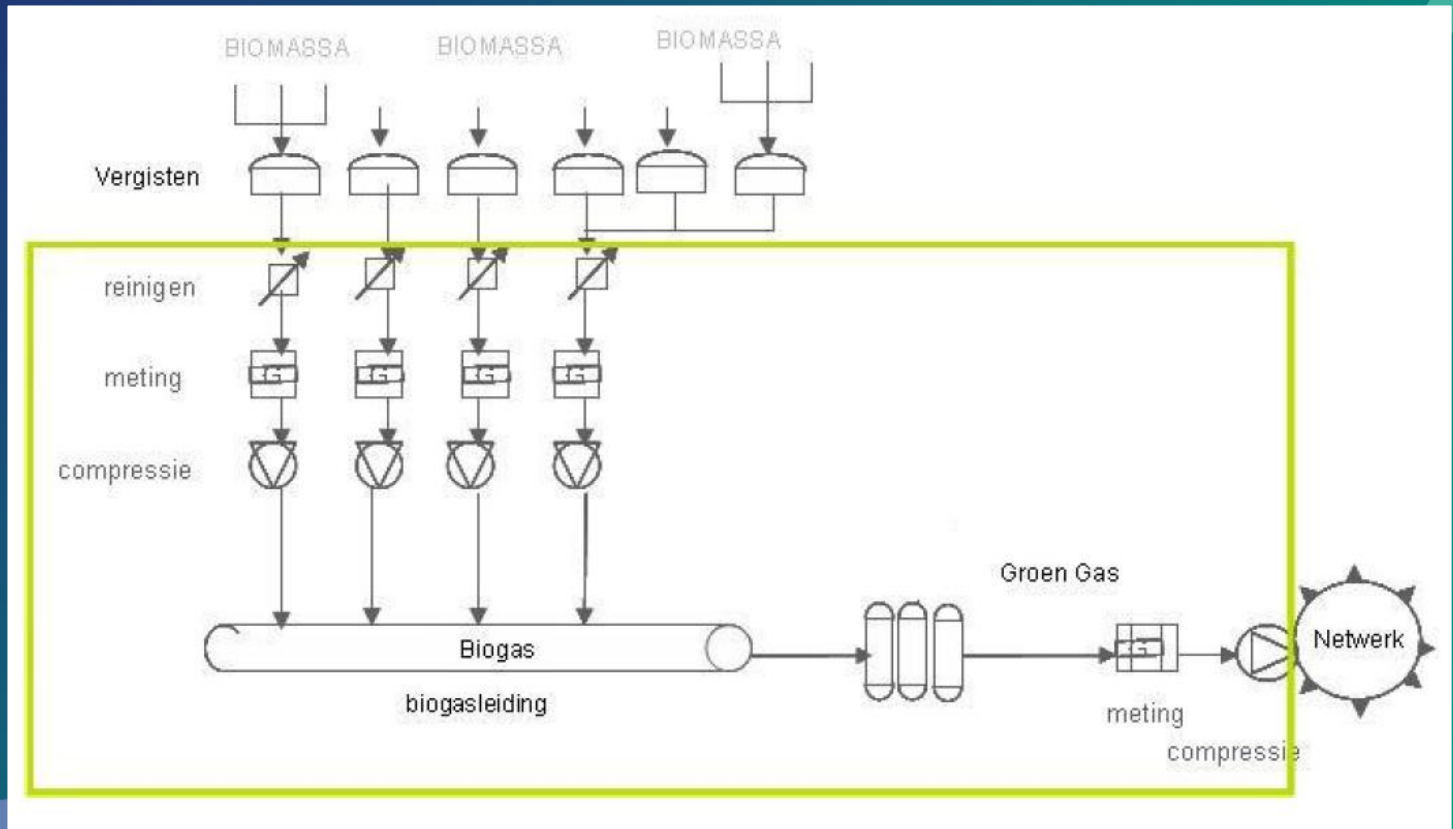 BIOMASSA
BIOMASSA
BIOMASSA
Vergisten
reinigen
meting
G
G
G
G
compressie
Groen Gas
Biogas
G
Netwerk
biogasleiding
meting
compressie